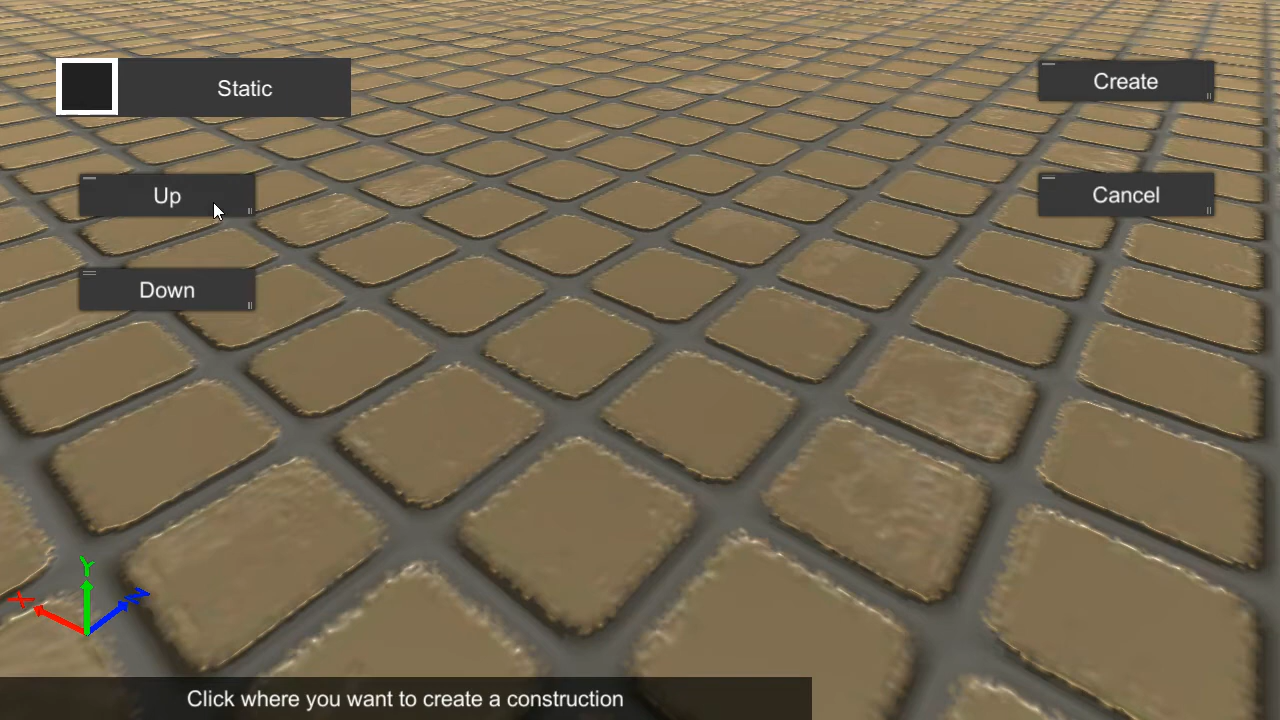 Static
Create
Up
Cancel
Down
Y
X
Z
Click where you want to create a construction